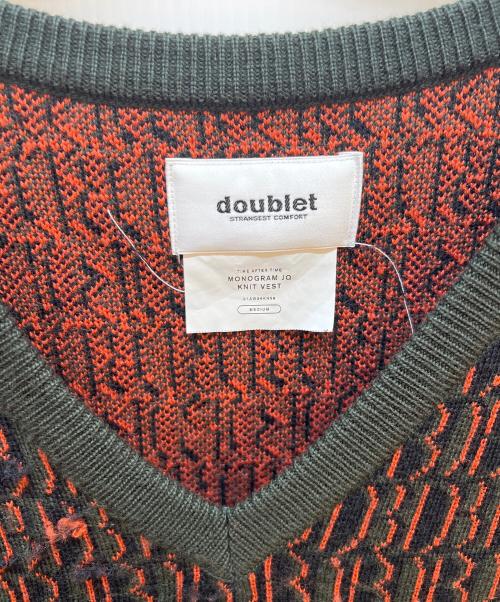 doublet
STRANGEST COMFORT
TIME AFTER TIME
MONOGRAM JQ
KNIT VEST
MEDIUM